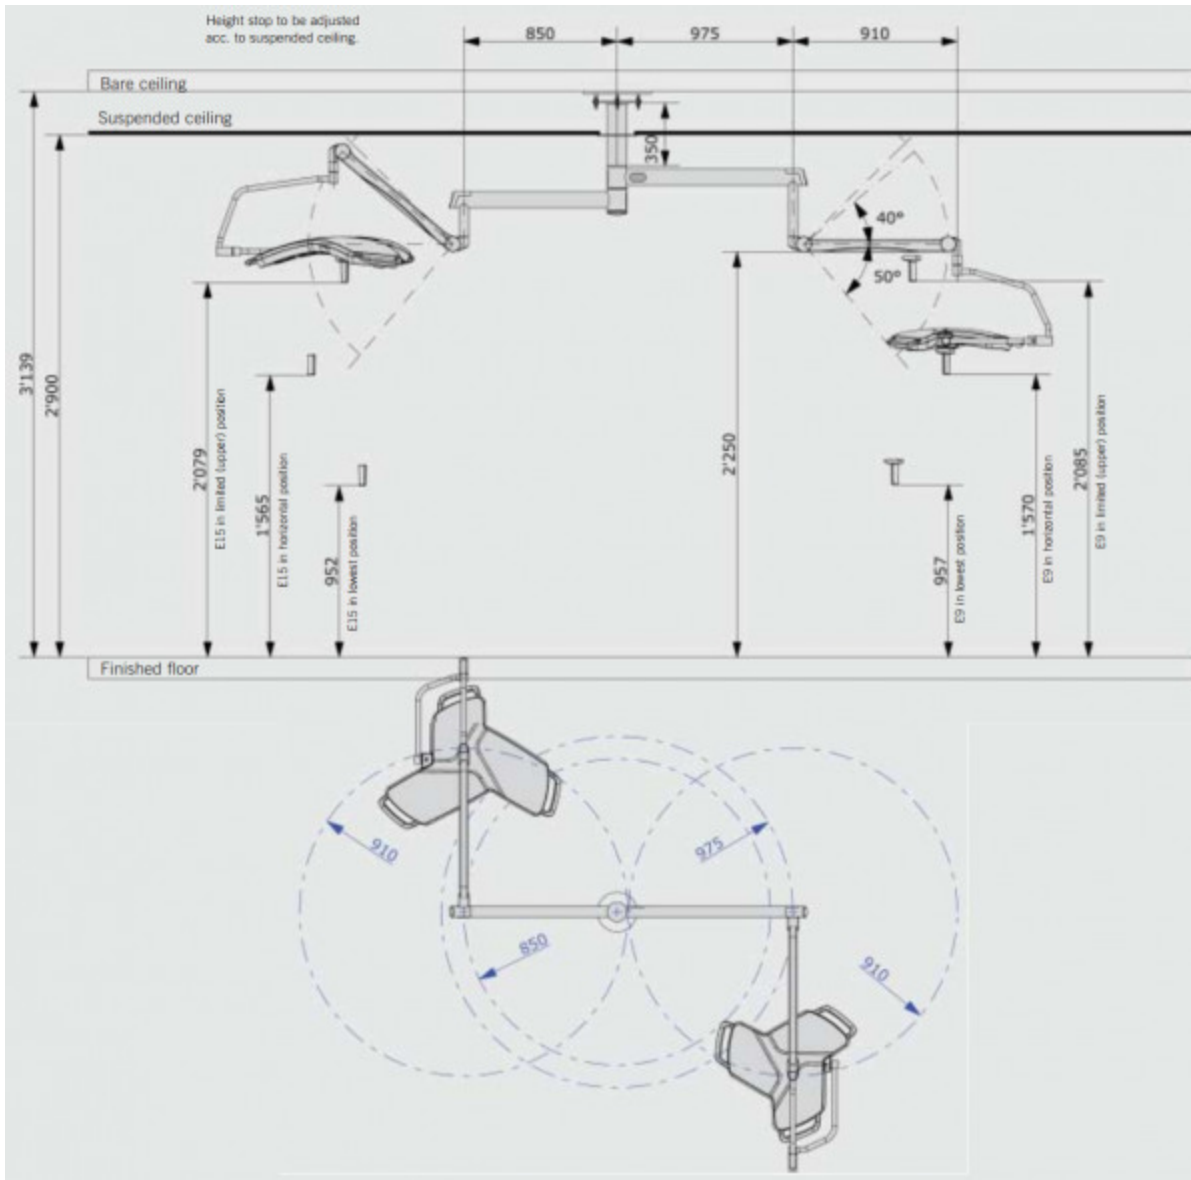 Height stop to be adjusted
acc. to suspended ceiling.
850
975
910
Bare ceiling
Suspended ceiling
350
40°
50°
3'139
2'900
2'079
E15 in limited (upper) position
1'565
E15 in horizontal position
952
E15 in lowest position
2'250
957
E9 in lowest position
1'570
E9 in horizontal position
2'085
E9 in limited (upper) position
Finished floor
910
975
850
910